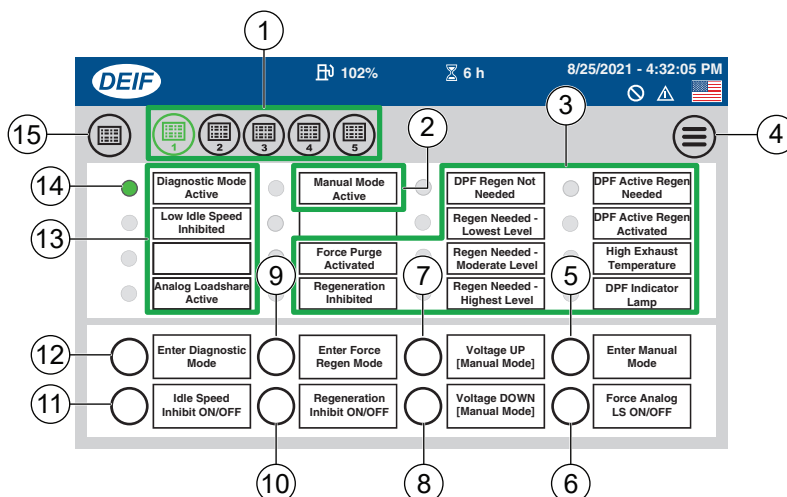 1
DEIF
102%
6 h
8/25/2021 - 4:32:05 PM
2
3
15
1
2
3
4
5
4
14
Diagnostic Mode
Active
Manual Mode
Active
DPF Regen Not
Needed
DPF Active Regen
Needed
13
Low Idle Speed
Inhibited
Regen Needed -
Lowest Level
DPF Active Regen
Activated
9
7
5
Force Purge
Activated
Regen Needed -
Moderate Level
High Exhaust
Temperature
Analog Loadshare
Active
Regeneration
Inhibited
Regen Needed -
Highest Level
DPF Indicator
Lamp
12
Enter Diagnostic
Mode
Enter Force
Regen Mode
Voltage UP
[Manual Mode]
Enter Manual
Mode
11
Idle Speed
Inhibit ON/OFF
Regeneration
Inhibit ON/OFF
Voltage DOWN
[Manual Mode]
Force Analog
LS ON/OFF
10
8
6